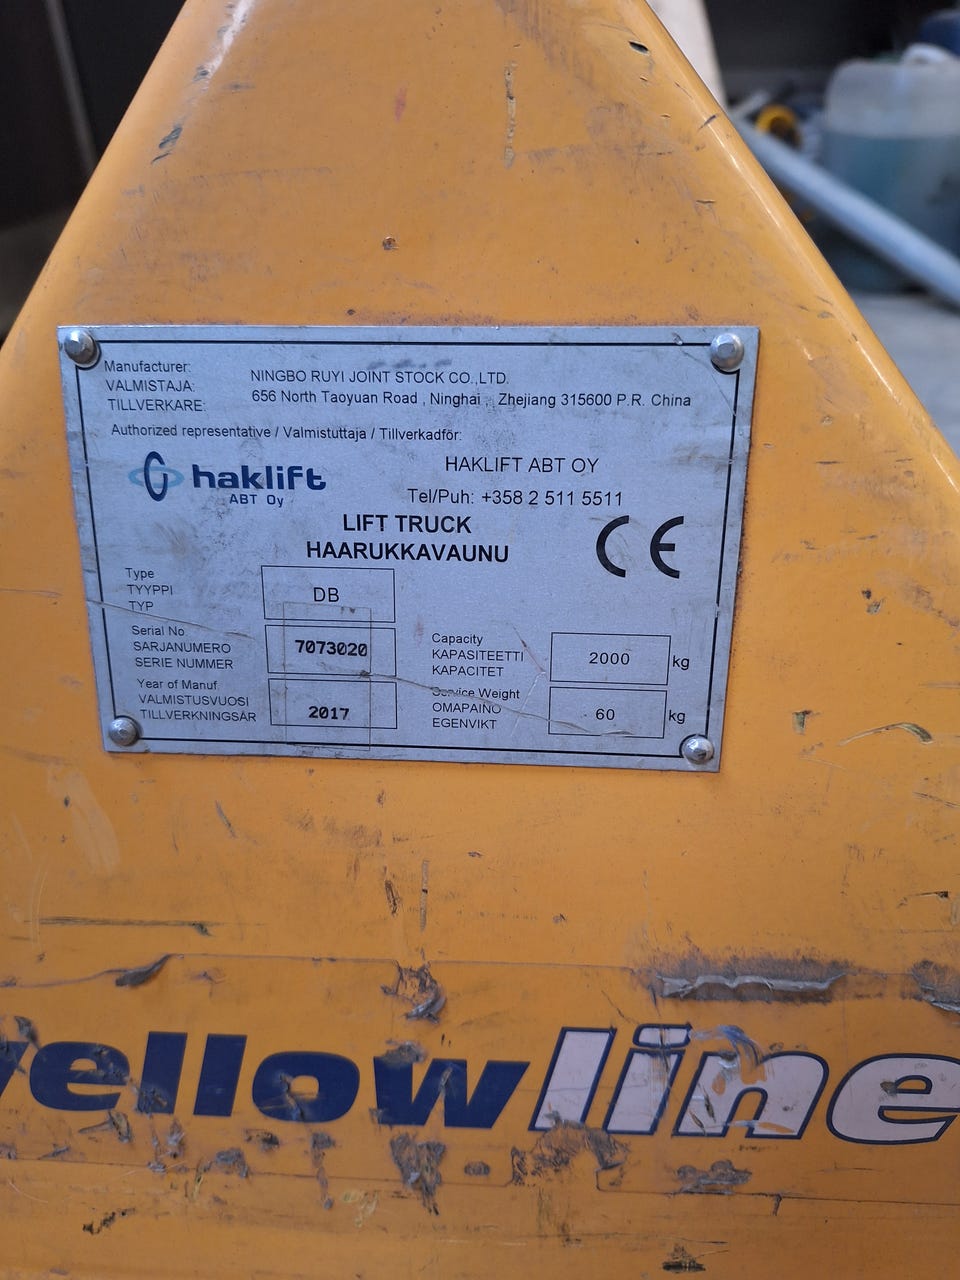 Manufacturer:
VALMISTAJA: NINGBO RUYI JOINT STOCK CO.,LTD.
TILLVERKARE: 656 North Taoyuan Road , Ninghai , Zhejiang 315600 P.R. China
Authorized representative / Valmistuttaja / Tillverkadför:
haklift HAKLIFT ABT OY
ABT Oy Tel/Puh: +358 2 511 5511
LIFT TRUCK
HAARUKKAVAUNU
CE
Type
TYYPPI DB
TYP
Serial No
SARJANUMERO 7073020
SERIE NUMMER
Capacity
KAPASITEETTI 2000 kg
KAPACITET
Year of Manuf.
VALMISTUSVUOSI 2017
TILLVERKNINGSÅR
Service Weight
OMAPAINO 60 kg
EGENVIKT
yellowline